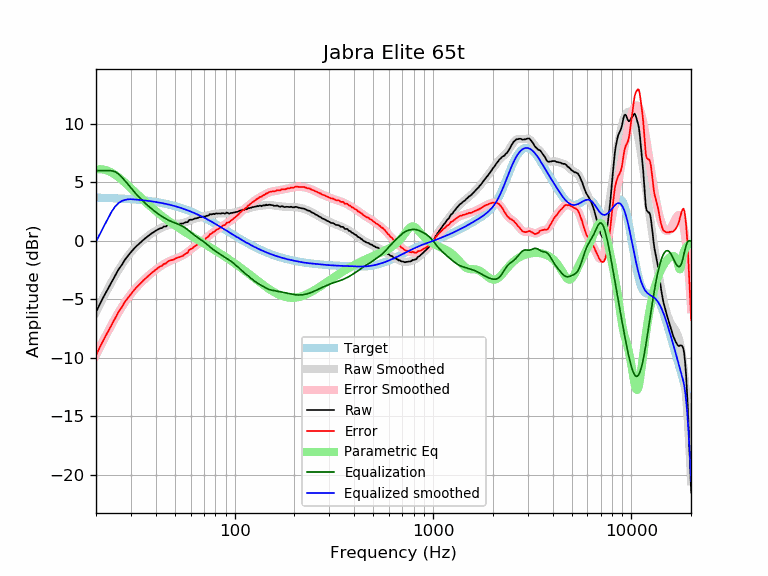 Jabra Elite 65t
10
5
0
−5
−10
−15
−20
Amplitude (dBr)
Target
Raw Smoothed
Error Smoothed
Raw
Error
Parametric Eq
Equalization
Equalized smoothed
100
1000
10000
Frequency (Hz)